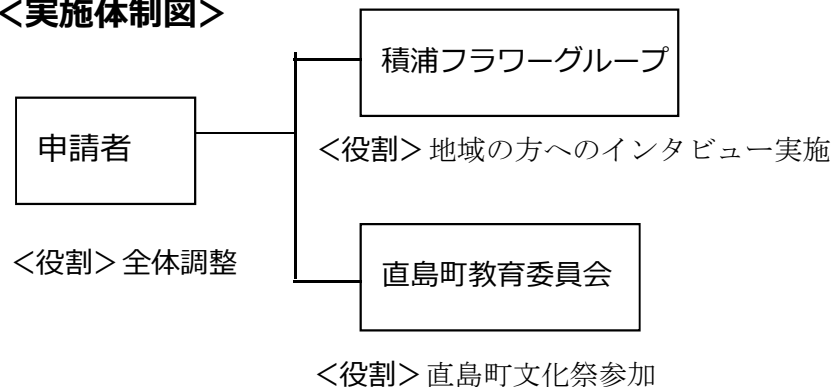 <実施体制図>
積浦フラワーグループ
申請者
<役割> 地域の方へのインタビュー実施
<役割> 全体調整
直島町教育委員会
<役割> 直島町文化祭参加